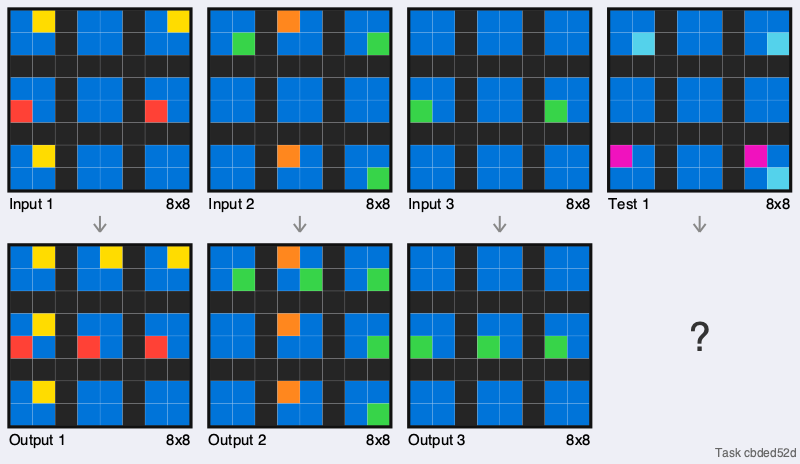 Input 1 8x8 Input 2 8x8 Input 3 8x8 Test 1 8x8
Output 1 8x8 Output 2 8x8 Output 3 8x8
?
Task cbded52d